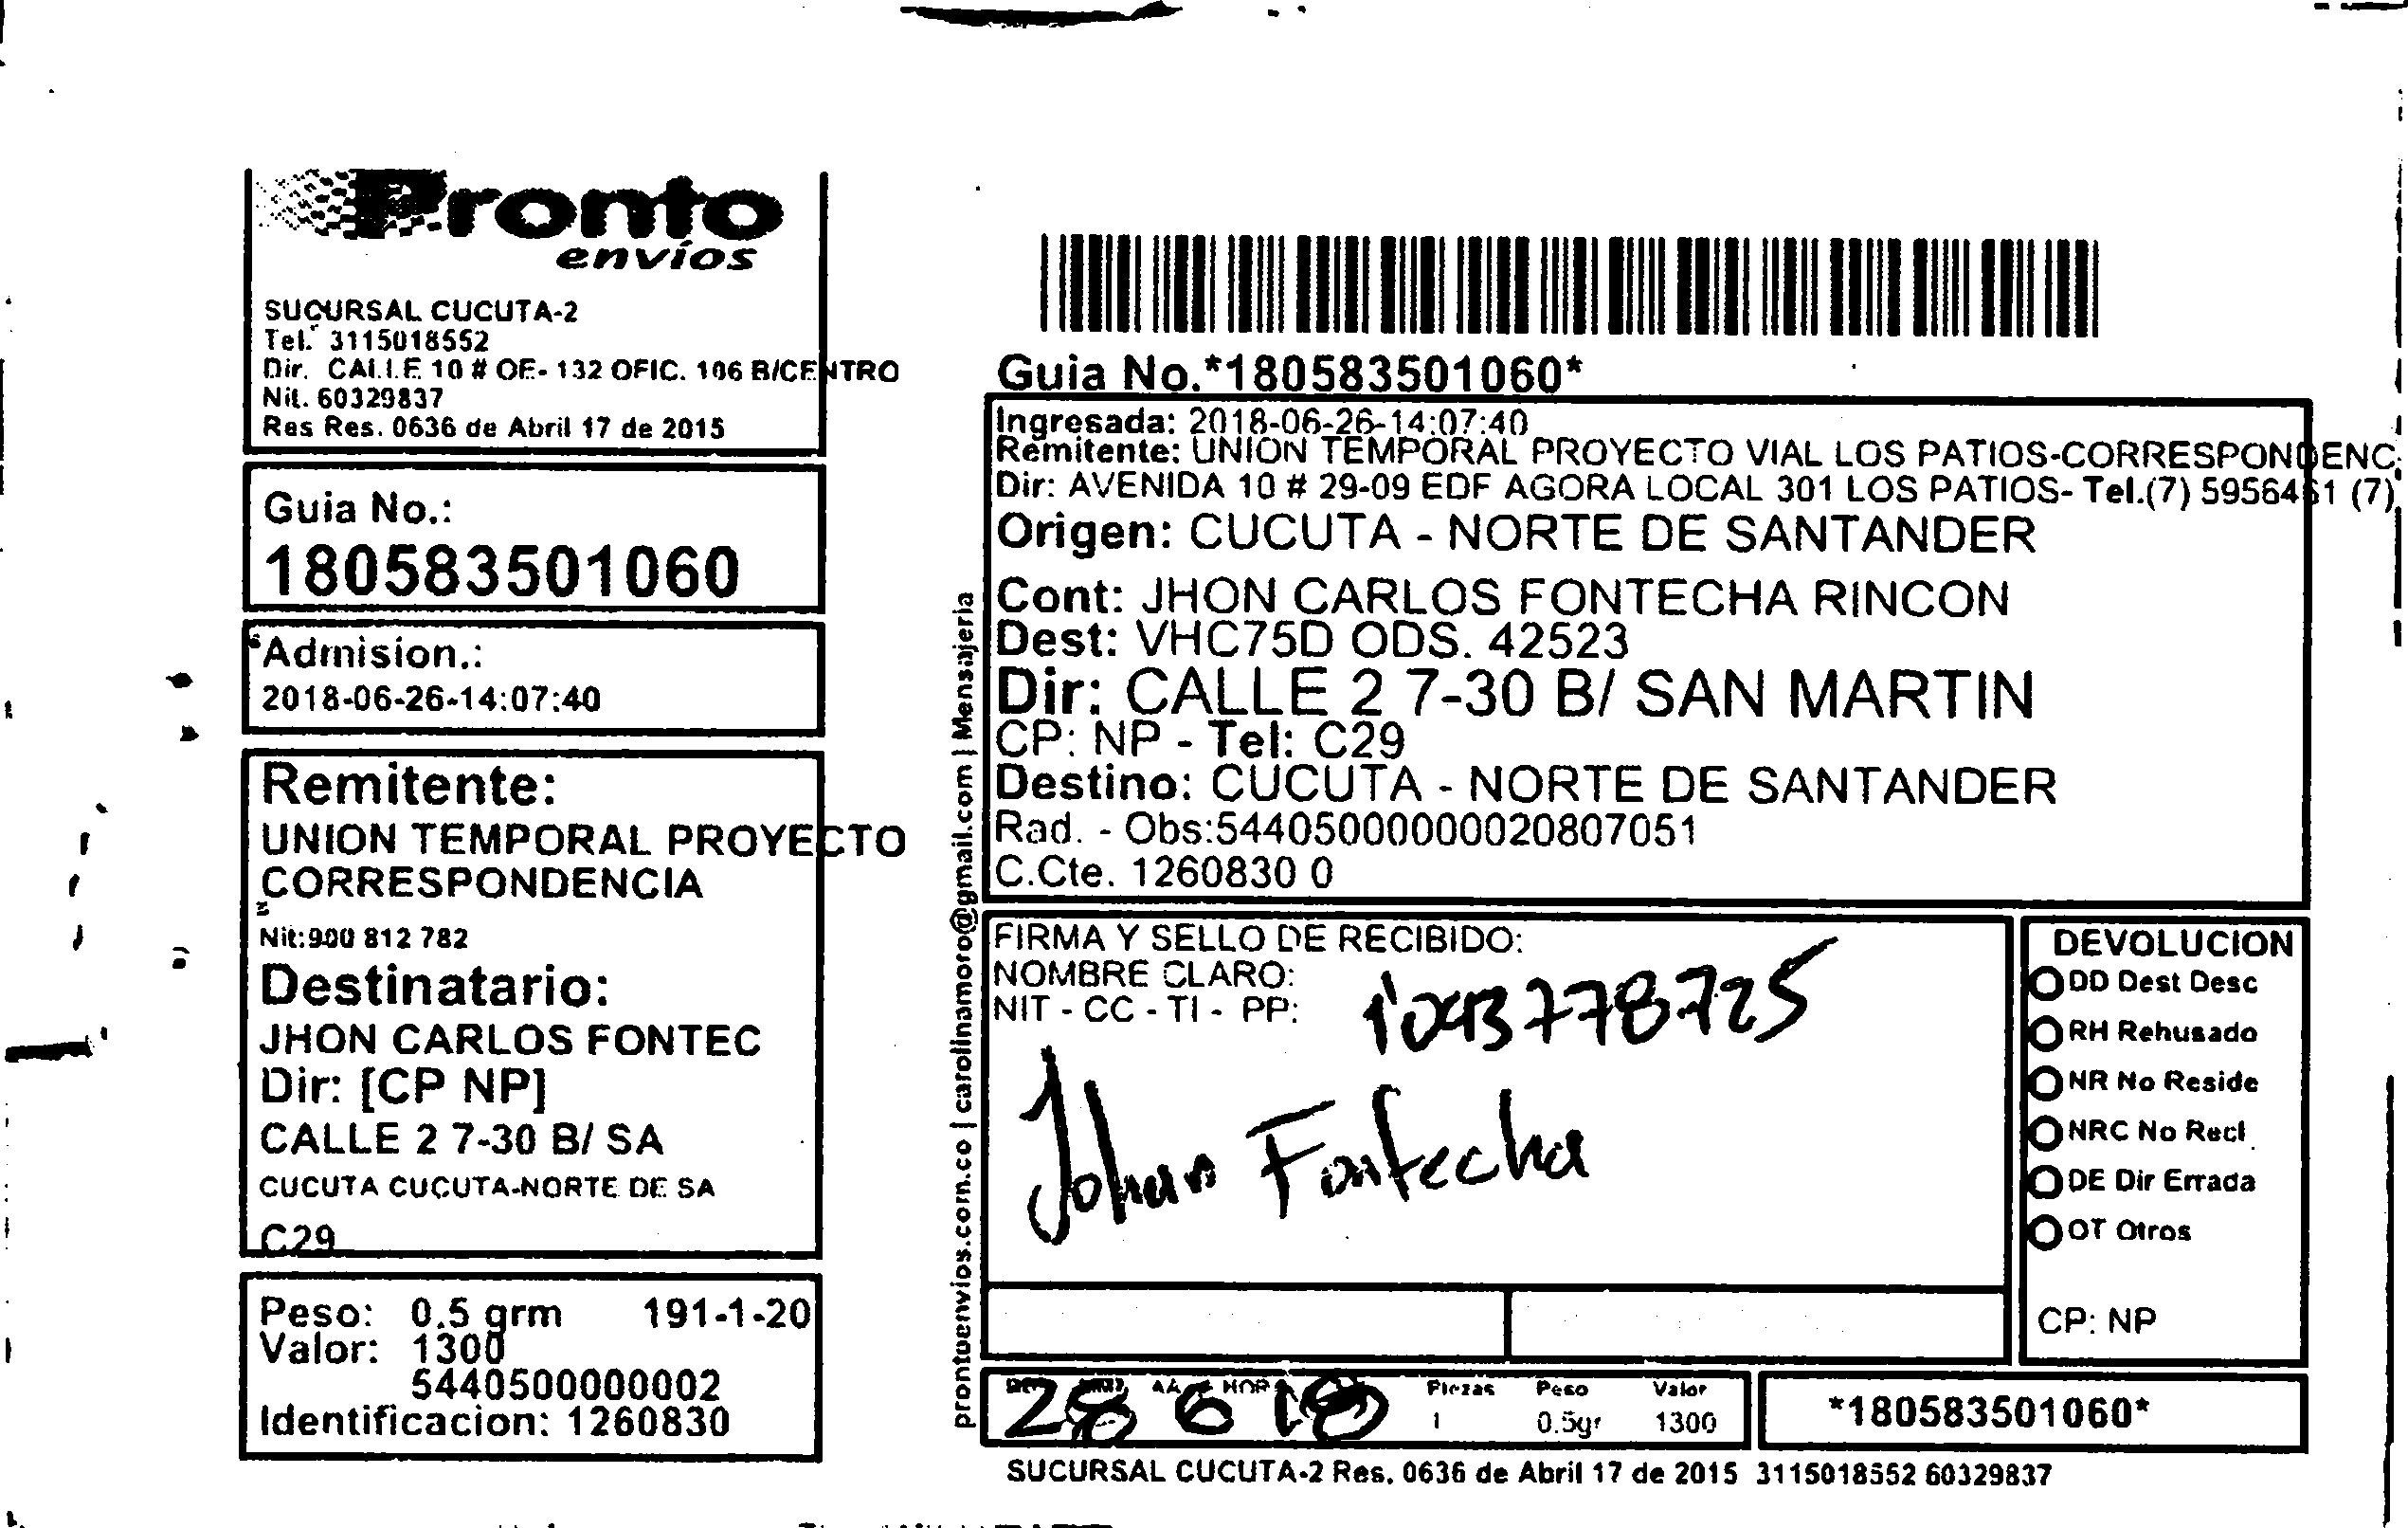 Pronto
envíos
SUCURSAL CUCUTA-2
Tel. 3115018552
Dir. CALLE 10 # OE- 132 OFIC. 106 B/CENTRO
Nit. 60329837
Res Res. 0636 de Abril 17 de 2015
Guia No.:
180583501060
Admision.:
2018-06-26-14:07:40
Remitente:
UNION TEMPORAL PROYECTO
CORRESPONDENCIA
Nit:900 812 782
Destinatario:
JHON CARLOS FONTEC
Dir: [CP NP]
CALLE 2 7-30 B/ SA
CUCUTA CUCUTA-NORTE DE SA
C29
Peso: 0.5 grm 191-1-20
Valor: 1300
5440500000002
Identificacion: 1260830
prontoenvios.com.co | carolinamoro@gmail.com | Mensajeria
Guia No.*180583501060*
Ingresada: 2018-06-26-14:07:40
Remitente: UNION TEMPORAL PROYECTO VIAL LOS PATIOS-CORRESPONDENC
Dir: AVENIDA 10 # 29-09 EDF AGORA LOCAL 301 LOS PATIOS- Tel.(7) 5956461 (7)
Origen: CUCUTA - NORTE DE SANTANDER
Cont: JHON CARLOS FONTECHA RINCON
Dest: VHC75D ODS. 42523
Dir: CALLE 2 7-30 B/ SAN MARTIN
CP: NP - Tel: C29
Destino: CUCUTA - NORTE DE SANTANDER
Rad. - Obs:544050000000020807051
C.Cte. 1260830 0
FIRMA Y SELLO DE RECIBIDO:
NOMBRE CLARO:
NIT - CC - TI - PP: 1093778725
Johan Fontecha
DEVOLUCION
DD Dest Desc
RH Rehusado
NR No Reside
NRC No Recl
DE Dir Errada
OT Otros
CP: NP
AA HOR Piezas Peso Valor
28 6 18 1 0.5gr 1300
*180583501060*
SUCURSAL CUCUTA-2 Res. 0636 de Abril 17 de 2015 3115018552 60329837